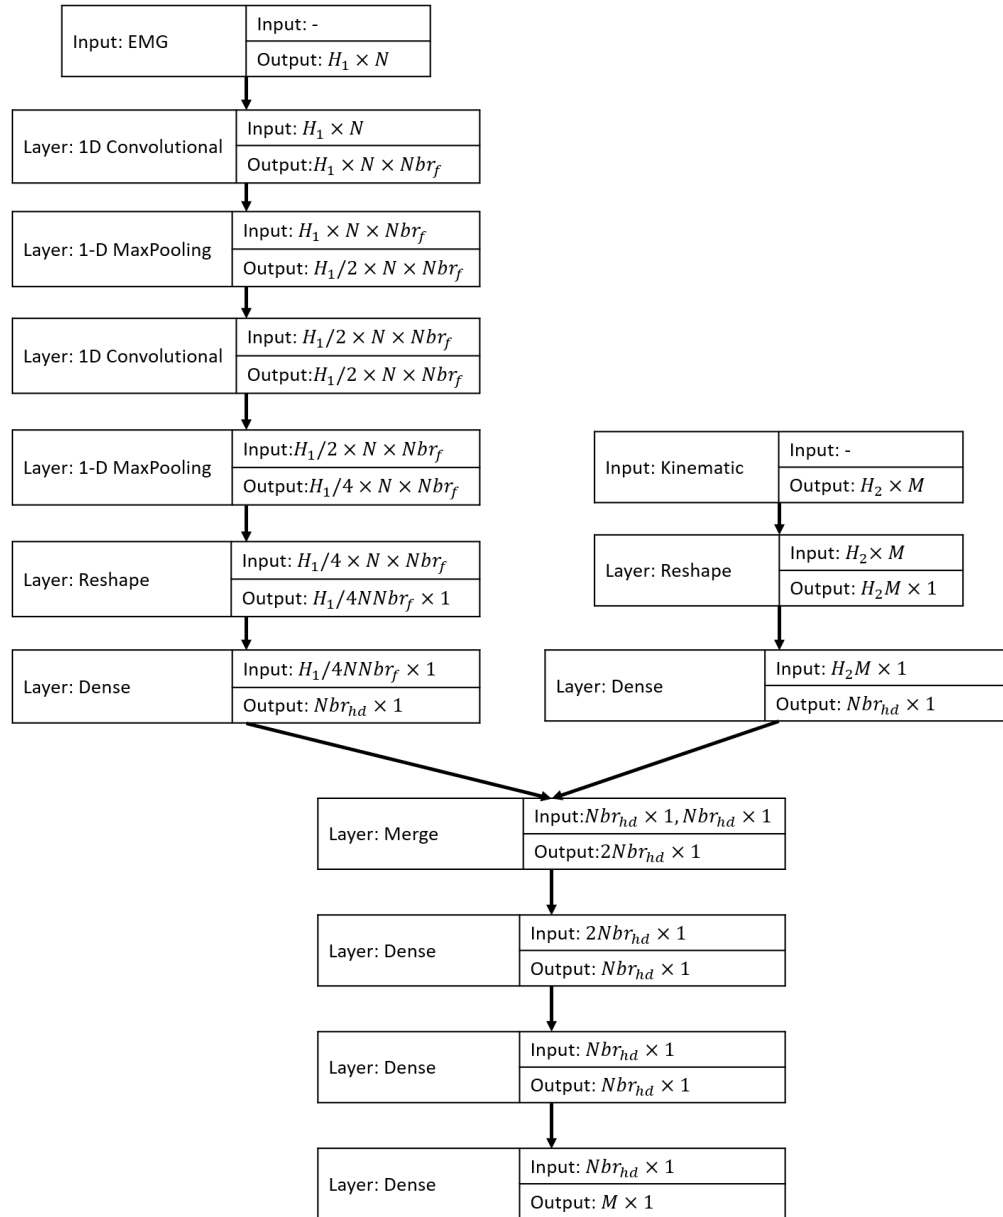 Input: EMG
Input: -
Output: H₁ × N
Layer: 1D Convolutional
Input: H₁ × N
Output:H₁ × N × Nbr_f
Layer: 1-D MaxPooling
Input: H₁ × N × Nbr_f
Output: H₁/2 × N × Nbr_f
Layer: 1D Convolutional
Input: H₁/2 × N × Nbr_f
Output:H₁/2 × N × Nbr_f
Layer: 1-D MaxPooling
Input:H₁/2 × N × Nbr_f
Output:H₁/4 × N × Nbr_f
Layer: Reshape
Input: H₁/4 × N × Nbr_f
Output: H₁/4NNbr_f × 1
Layer: Dense
Input: H₁/4NNbr_f × 1
Output: Nbr_hd × 1
Input: Kinematic
Input: -
Output: H₂ × M
Layer: Reshape
Input: H₂× M
Output: H₂M × 1
Layer: Dense
Input: H₂M × 1
Output: Nbr_hd × 1
Layer: Merge
Input:Nbr_hd × 1, Nbr_hd × 1
Output:2Nbr_hd × 1
Layer: Dense
Input: 2Nbr_hd × 1
Output: Nbr_hd × 1
Layer: Dense
Input: Nbr_hd × 1
Output: Nbr_hd × 1
Layer: Dense
Input: Nbr_hd × 1
Output: M × 1